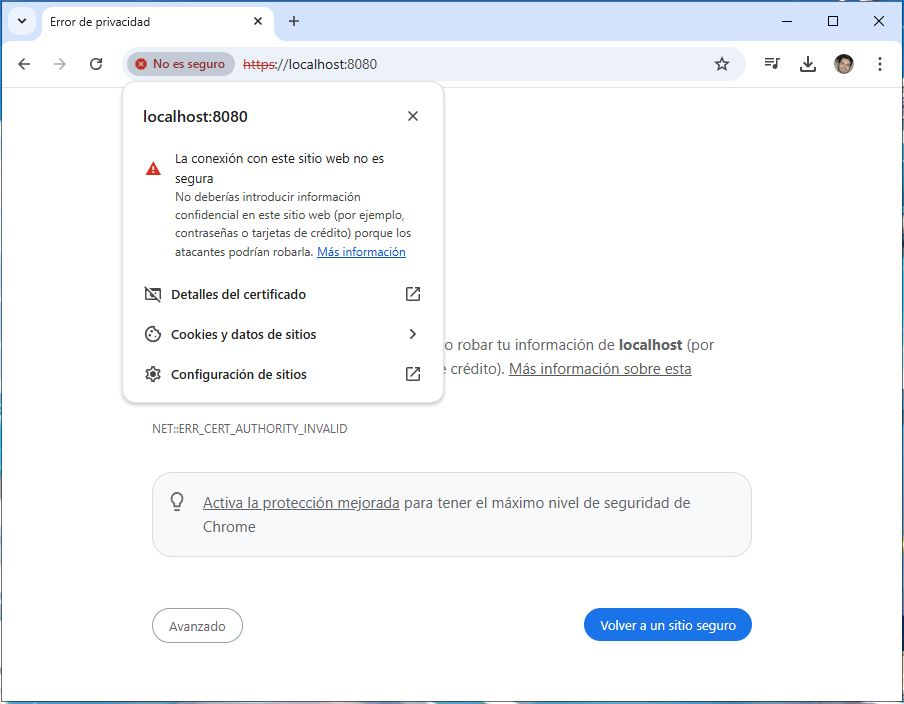 Error de privacidad
No es seguro
https://localhost:8080
localhost:8080
La conexión con este sitio web no es
segura
No deberías introducir información
confidencial en este sitio web (por ejemplo,
contraseñas o tarjetas de crédito) porque los
atacantes podrían robarla. Más información
Detalles del certificado
Cookies y datos de sitios
Configuración de sitios
o robar tu información de localhost (por
crédito). Más información sobre esta
NET::ERR_CERT_AUTHORITY_INVALID
Activa la protección mejorada para tener el máximo nivel de seguridad de
Chrome
Avanzado
Volver a un sitio seguro